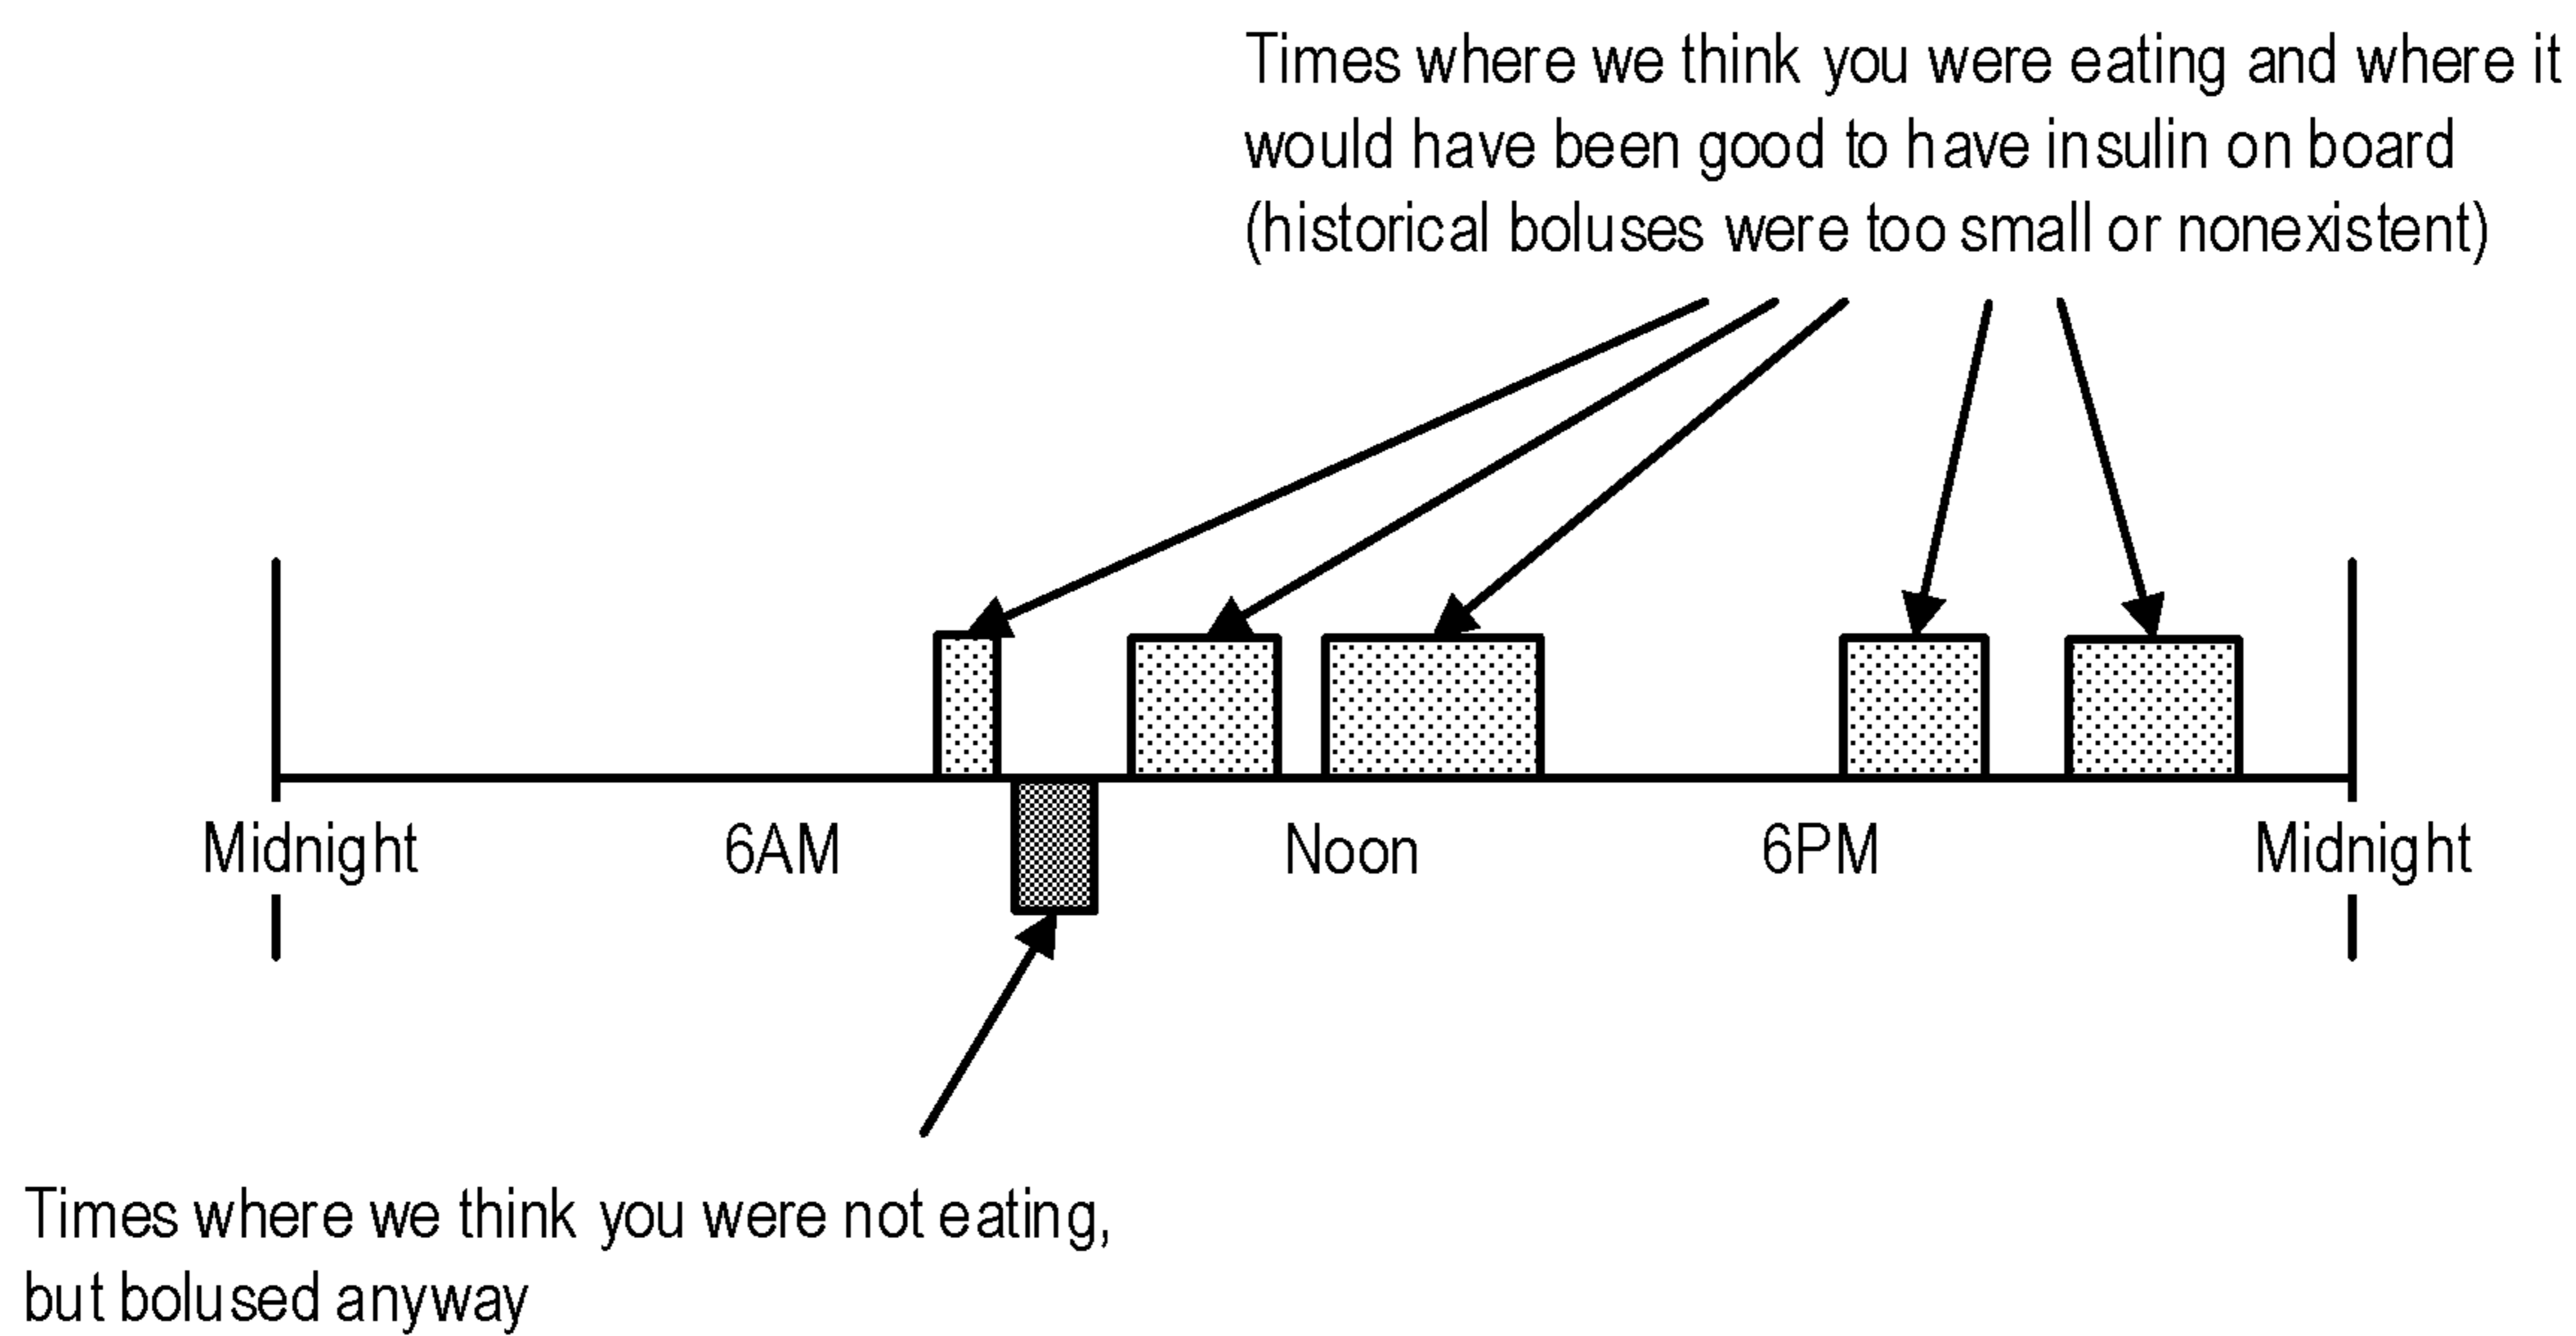 Times where we think you were eating and where it
would have been good to have insulin on board
(historical boluses were too small or nonexistent)
Midnight
6AM
Noon
6PM
Midnight
Times where we think you were not eating,
but bolused anyway